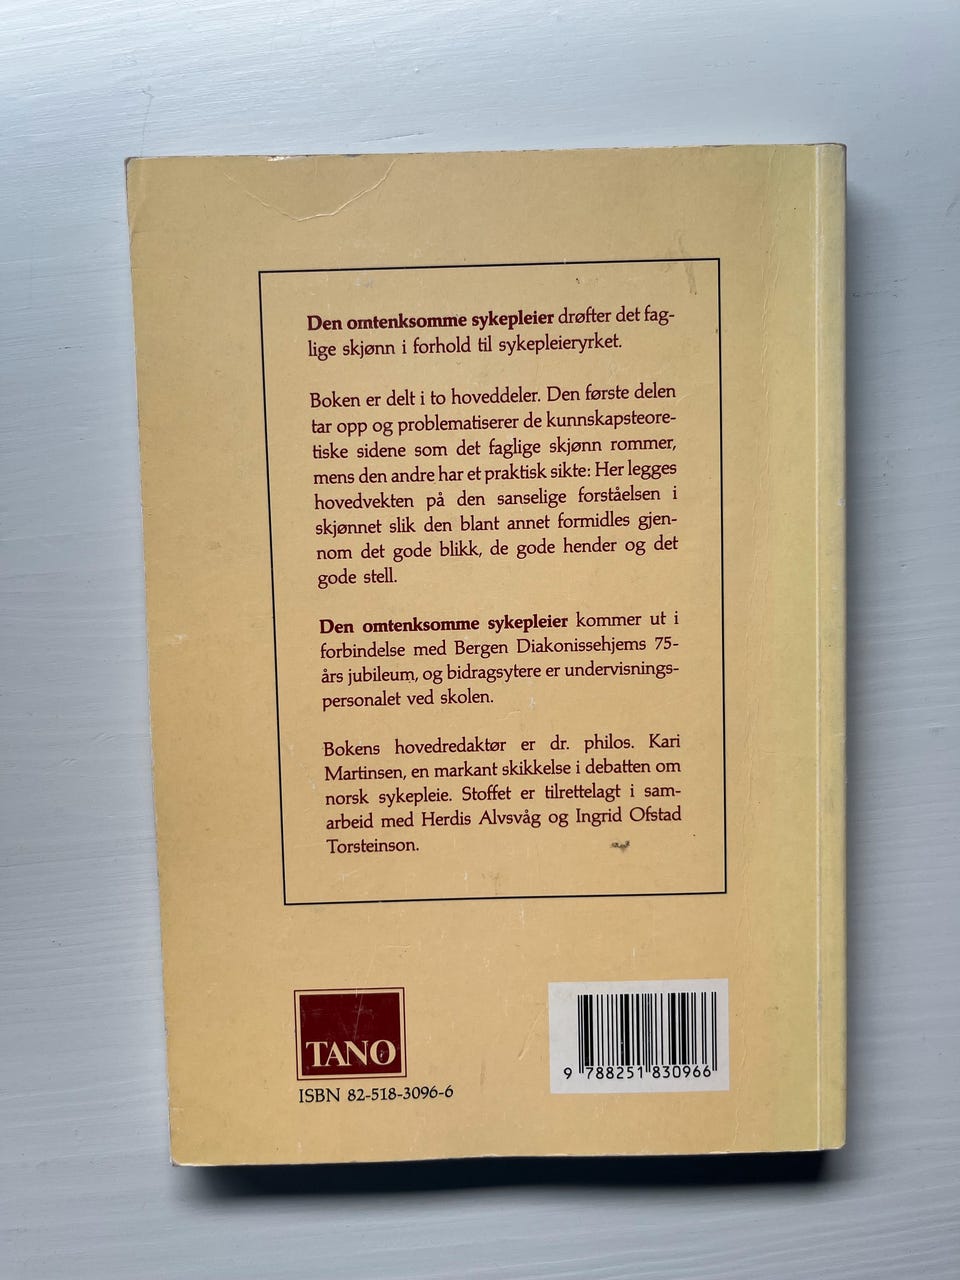 Den omtenksomme sykepleier drøfter det fag-
lige skjønn i forhold til sykepleieryrket.
Boken er delt i to hoveddeler. Den første delen
tar opp og problematiserer de kunnskapsteore-
tiske sidene som det faglige skjønn rommer,
mens den andre har et praktisk sikte: Her legges
hovedvekten på den sanselige forståelsen i
skjønnet slik den blant annet formidles gjen-
nom det gode blikk, de gode hender og det
gode stell.
Den omtenksomme sykepleier kommer ut i
forbindelse med Bergen Diakonissehjems 75-
års jubileum, og bidragsytere er undervisnings-
personalet ved skolen.
Bokens hovedredaktør er dr. philos. Kari
Martinsen, en markant skikkelse i debatten om
norsk sykepleie. Stoffet er tilrettelagt i sam-
arbeid med Herdis Alvsvåg og Ingrid Ofstad
Torsteinson.
TANO
ISBN 82-518-3096-6
9 788251 830966